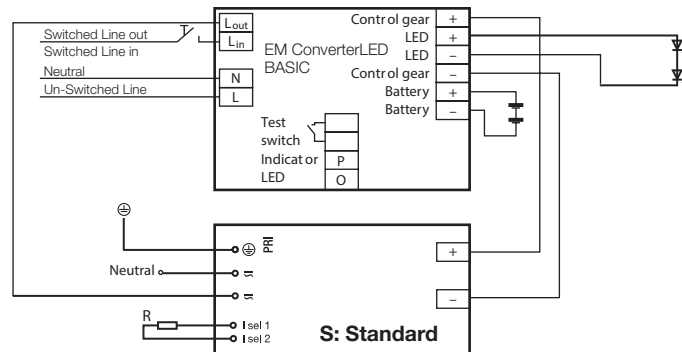 Switched Line out
Switched Line in
Neutral
Un-Switched Line
Lout
Lin
N
L
EM ConverterLED
BASIC
Control gear +
LED +
LED –
Control gear –
Battery +
Battery –
Test
switch
Indicator P
LED O
PRI
Neutral
R
I sel 1
I sel 2
+
–
S: Standard